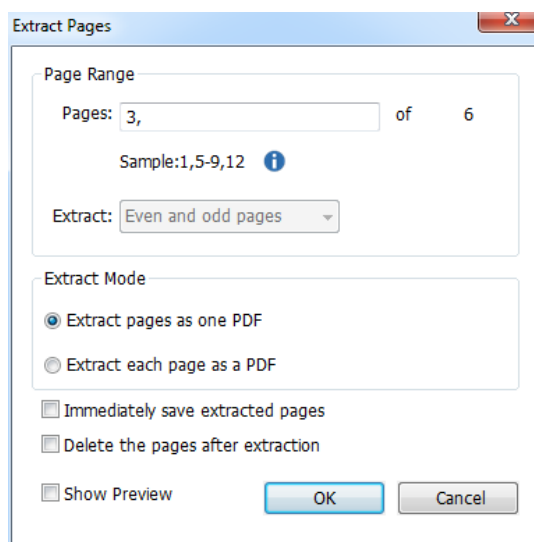 Extract Pages
Page Range
Pages: 3, of 6
Sample:1,5-9,12
Extract: Even and odd pages
Extract Mode
Extract pages as one PDF
Extract each page as a PDF
Immediately save extracted pages
Delete the pages after extraction
Show Preview OK Cancel